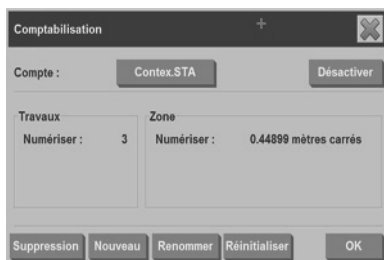 Comptabilisation
Compte : Contex.STA Désactiver
Travaux Zone
Numériser : 3 Numériser : 0.44899 mètres carrés
Suppression Nouveau Renommer Réinitialiser OK